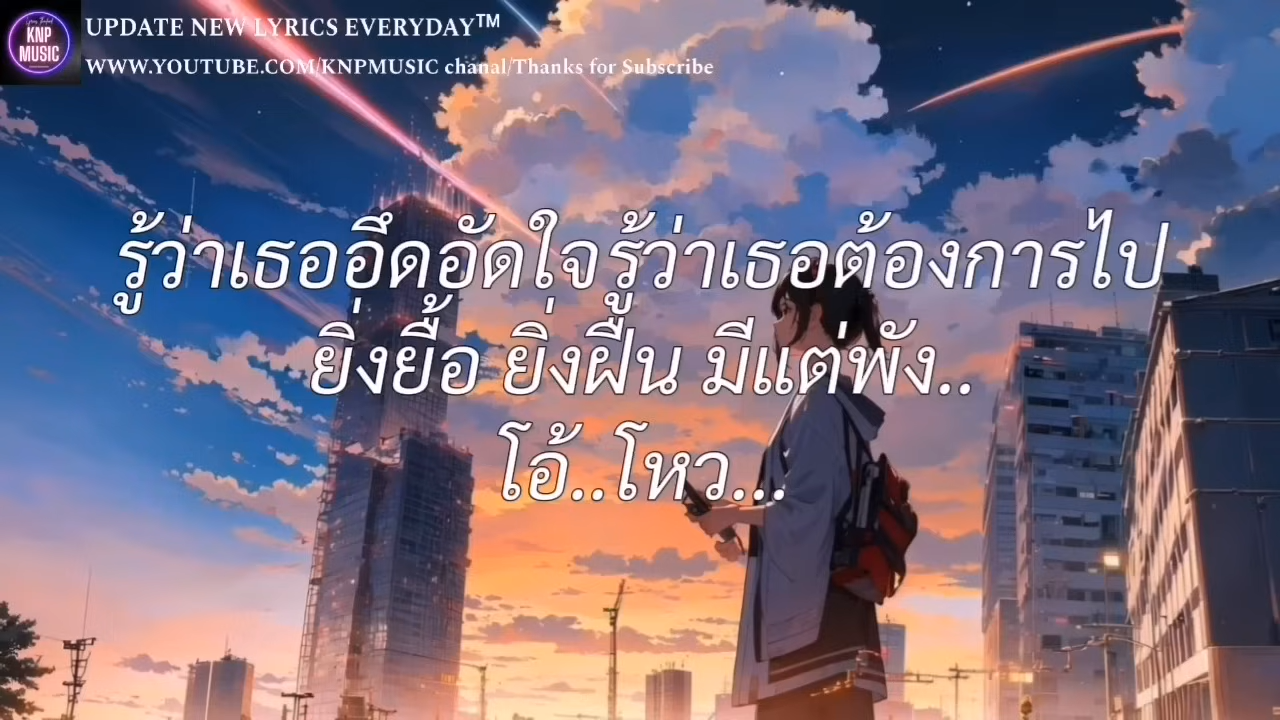 KNP
MUSIC
UPDATE NEW LYRICS EVERYDAY™
WWW.YOUTUBE.COM/KNPMUSIC chanal/Thanks for Subscribe
รู้ว่าเธออึดอัดใจรู้ว่าเธอต้องการไป
ยิ่งยื้อ ยิ่งฝืน มีแต่พัง..
โอ้..โหว...